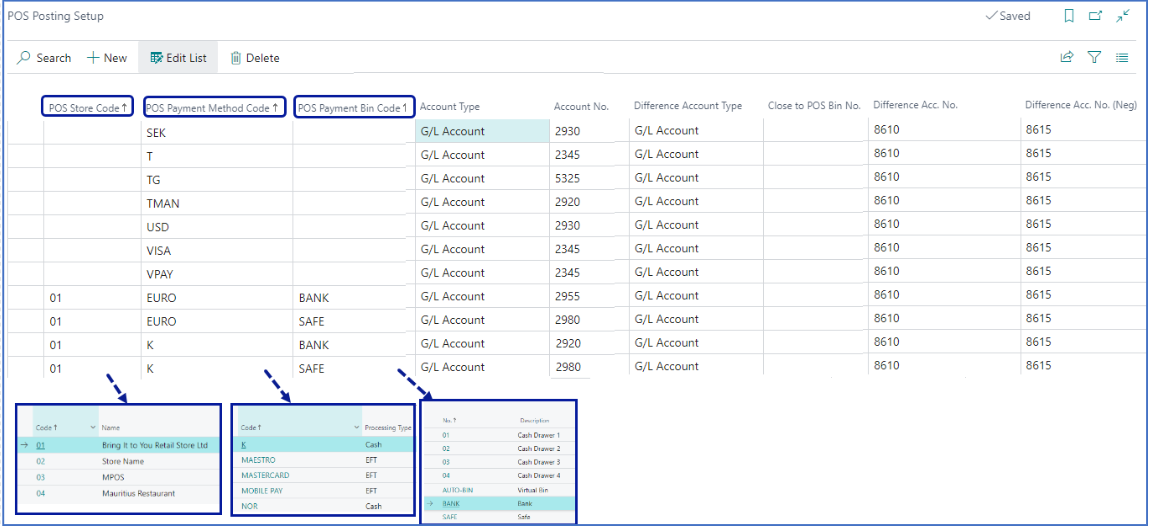 POS Posting Setup Saved
Search New Edit List Delete
POS Store Code ↑ POS Payment Method Code ↑ POS Payment Bin Code ↑ Account Type Account No. Difference Account Type Close to POS Bin No. Difference Acc. No. Difference Acc. No. (Neg)
SEK G/L Account 2930 G/L Account 8610 8615
T G/L Account 2345 G/L Account 8610 8615
TG G/L Account 5325 G/L Account 8610 8615
TMAN G/L Account 2920 G/L Account 8610 8615
USD G/L Account 2930 G/L Account 8610 8615
VISA G/L Account 2345 G/L Account 8610 8615
VPAY G/L Account 2345 G/L Account 8610 8615
01 EURO BANK G/L Account 2955 G/L Account 8610 8615
01 EURO SAFE G/L Account 2980 G/L Account 8610 8615
01 K BANK G/L Account 2920 G/L Account 8610 8615
01 K SAFE G/L Account 2980 G/L Account 8610 8615
Code ↑ Name
01 Bring It to You Retail Store Ltd
02 Store Name
03 MPOS
04 Mauritius Restaurant
Code ↑ Processing Type
K Cash
MAESTRO EFT
MASTERCARD EFT
MOBILE PAY EFT
NOR Cash
No. ↑ Description
01 Cash Drawer 1
02 Cash Drawer 2
03 Cash Drawer 3
04 Cash Drawer 4
AUTO-BIN Virtual Bin
BANK Bank
SAFE Safe